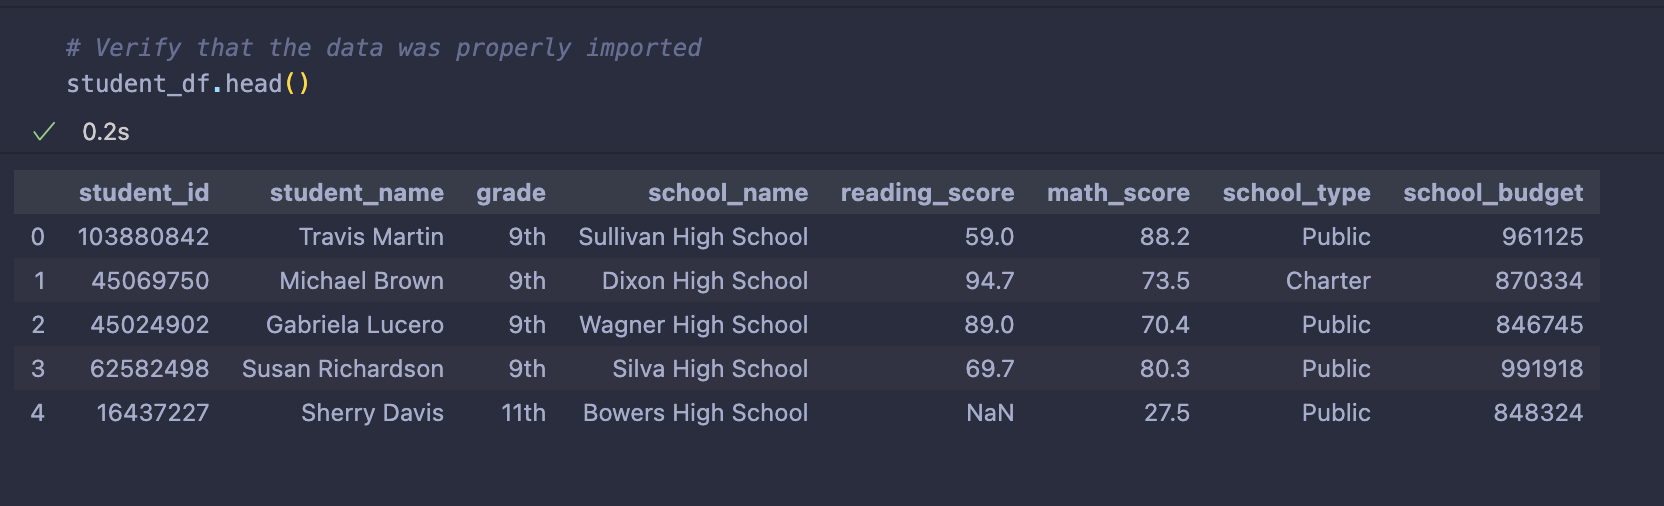 # Verify that the data was properly imported
student_df.head()
0.2s
student_id student_name grade school_name reading_score math_score school_type school_budget
0 103880842 Travis Martin 9th Sullivan High School 59.0 88.2 Public 961125
1 45069750 Michael Brown 9th Dixon High School 94.7 73.5 Charter 870334
2 45024902 Gabriela Lucero 9th Wagner High School 89.0 70.4 Public 846745
3 62582498 Susan Richardson 9th Silva High School 69.7 80.3 Public 991918
4 16437227 Sherry Davis 11th Bowers High School NaN 27.5 Public 848324